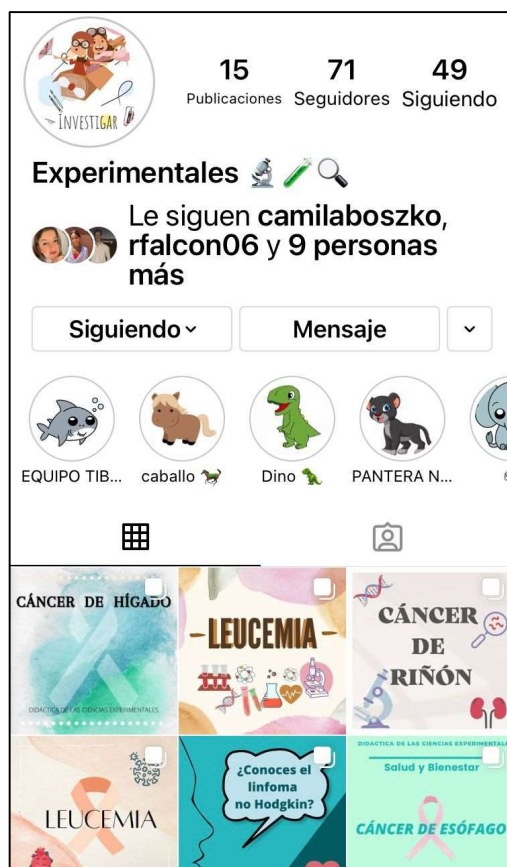 15 71 49
Publicaciones Seguidores Siguiendo
INVESTIGAR
Experimentales
Le siguen camilaboszko,
rfalcon06 y 9 personas
más
Siguiendo Mensaje
EQUIPO TIB... caballo Dino PANTERA N...
CÁNCER DE HÍGADO
DIDÁCTICA DE LAS CIENCIAS EXPERIMENTALES
-LEUCEMIA-
CÁNCER
DE
RIÑÓN
LEUCEMIA
¿Conoces el
linfoma
no Hodgkin?
DIDACTICA DE LAS CIENCIAS EXPERIMENTALE
Salud y Bienestar
CÁNCER DE ESÓFAGO